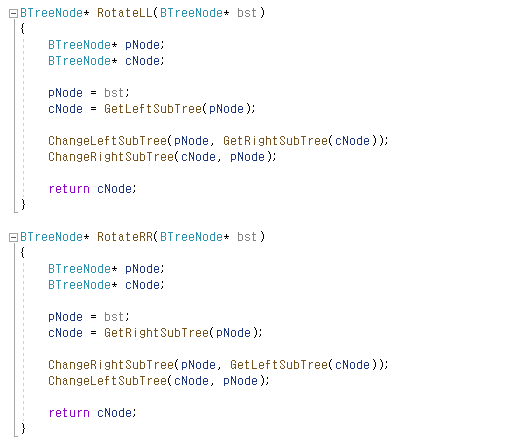 BTreeNode* RotateLL(BTreeNode* bst)
{
BTreeNode* pNode;
BTreeNode* cNode;
pNode = bst;
cNode = GetLeftSubTree(pNode);
ChangeLeftSubTree(pNode, GetRightSubTree(cNode));
ChangeRightSubTree(cNode, pNode);
return cNode;
}
BTreeNode* RotateRR(BTreeNode* bst)
{
BTreeNode* pNode;
BTreeNode* cNode;
pNode = bst;
cNode = GetRightSubTree(pNode);
ChangeRightSubTree(pNode, GetLeftSubTree(cNode));
ChangeLeftSubTree(cNode, pNode);
return cNode;
}